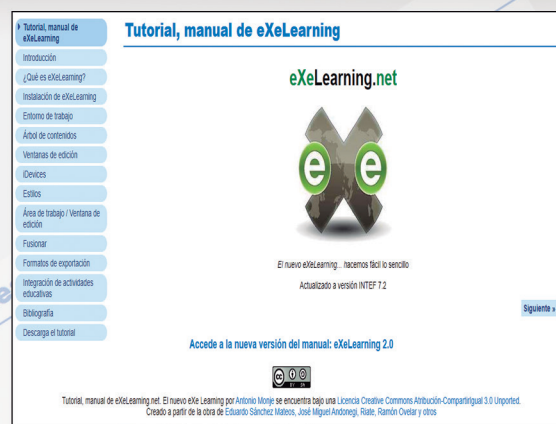 Tutorial, manual de
eXeLearning
Introducción
¿Qué es eXeLearning?
Instalación de eXeLearning
Entorno de trabajo
Árbol de contenidos
Ventanas de edición
iDevices
Estilos
Área de trabajo / Ventana de
edición
Fusionar
Formatos de exportación
Integración de actividades
educativas
Bibliografía
Descarga el tutorial
Tutorial, manual de eXeLearning
eXeLearning.net
e e
El nuevo eXeLearning... hacemos fácil lo sencillo
Actualizado a versión INTEF 7.2
Siguiente »
Accede a la nueva versión del manual: eXeLearning 2.0
cc
BY SA
Tutorial, manual de eXeLearning.net. El nuevo eXe Learning por Antonio Monje se encuentra bajo una Licencia Creative Commons Atribución-CompartirIgual 3.0 Unported.
Creado a partir de la obra de Eduardo Sánchez Mateos, José Miguel Andonegi, Riate, Ramón Ovelar y otros